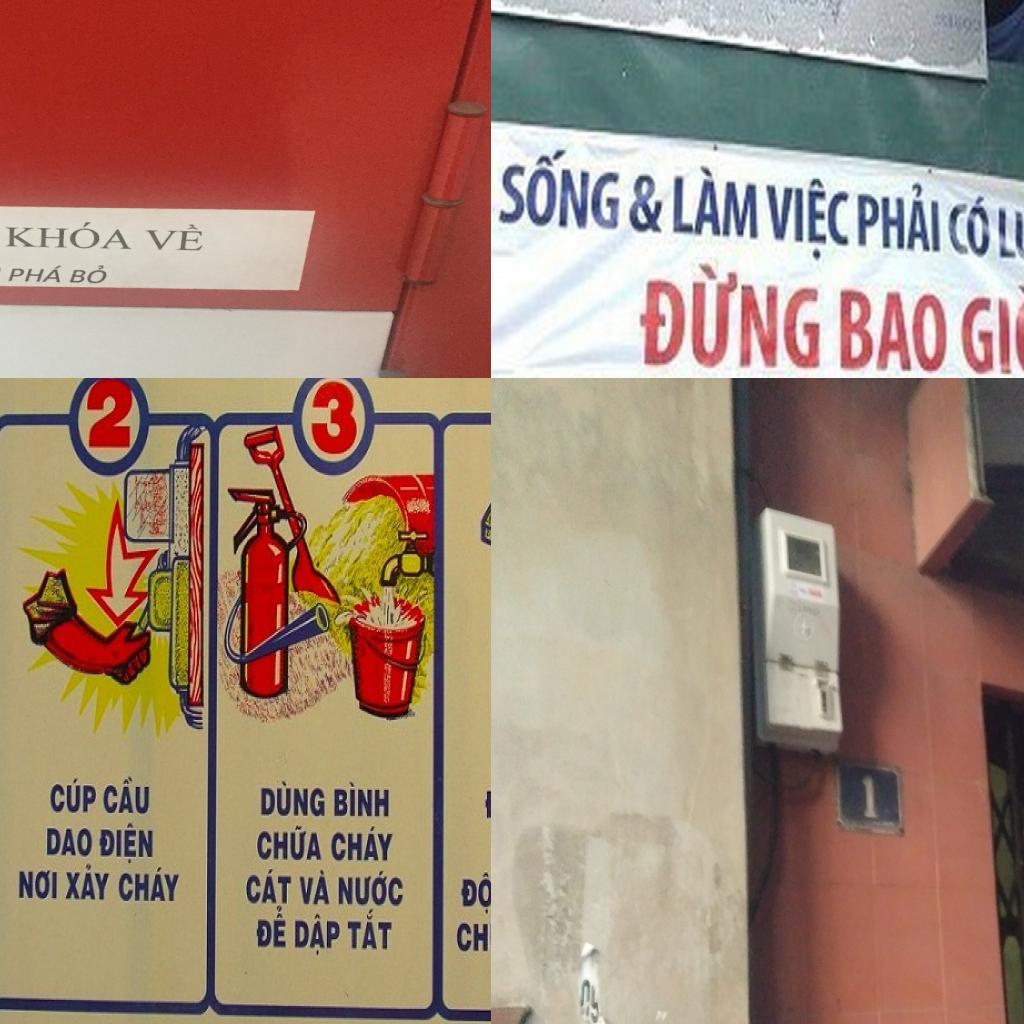 KHÓA VỀ
PHÁ BỎ
SỐNG & LÀM VIỆC PHẢI CÓ
ĐỪNG BAO
2
CÚP CẦU
DAO ĐIỆN
NƠI XẢY CHÁY
3
DÙNG BÌNH
CHỮA CHÁY
CÁT VÀ NƯỚC
ĐỂ DẬP TẮT
1